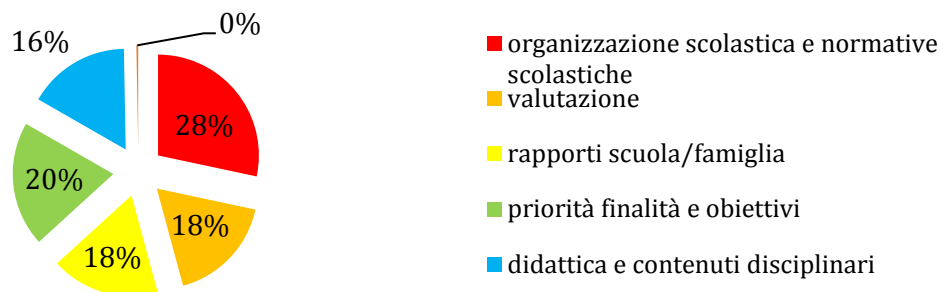 0%
16%
28%
20%
18%
18%
organizzazione scolastica e normative
scolastiche
valutazione
rapporti scuola/famiglia
priorità finalità e obiettivi
didattica e contenuti disciplinari